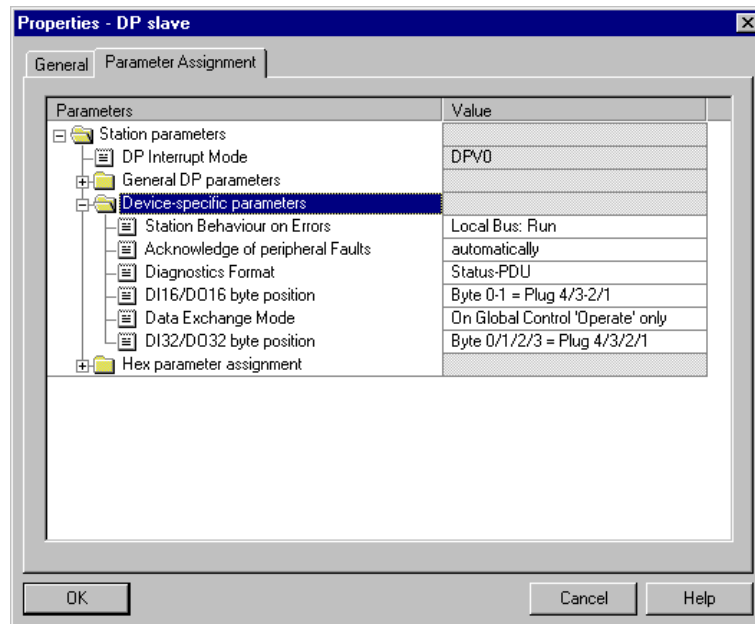 Properties - DP slave
General Parameter Assignment
Parameters Value
Station parameters
DP Interrupt Mode DPV0
General DP parameters
Device-specific parameters
Station Behaviour on Errors Local Bus: Run
Acknowledge of peripheral Faults automatically
Diagnostics Format Status-PDU
DI16/DO16 byte position Byte 0-1 = Plug 4/3-2/1
Data Exchange Mode On Global Control 'Operate' only
DI32/DO32 byte position Byte 0/1/2/3 = Plug 4/3/2/1
Hex parameter assignment
OK Cancel Help